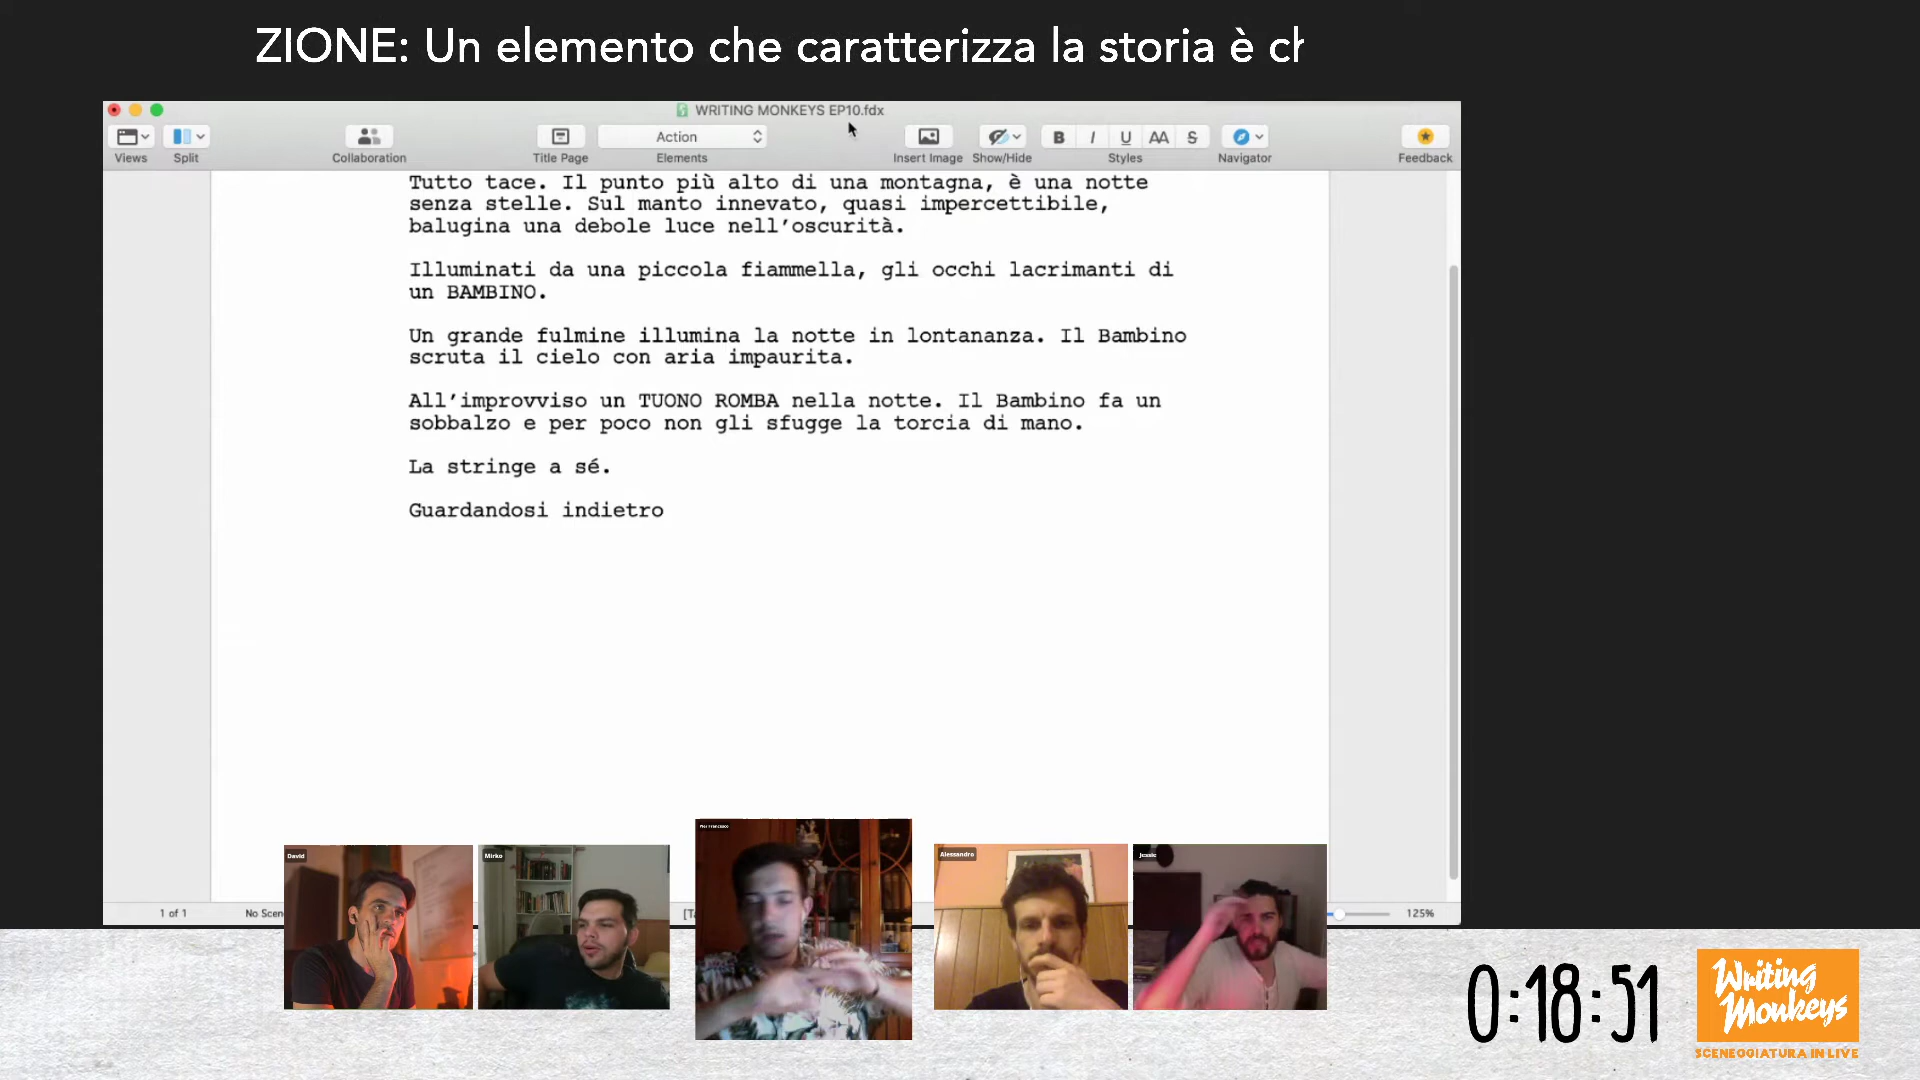 ZIONE: Un elemento che caratterizza la storia è ch
WRITING MONKEYS EP10.fdx
Action
Views
Split
Collaboration
Title Page
Elements
Insert Image
Show/Hide
B I U AA S
Styles
Navigator
Feedback
Tutto tace. Il punto più alto di una montagna, è una notte
senza stelle. Sul manto innevato, quasi impercettibile,
balugina una debole luce nell’oscurità.
Illuminati da una piccola fiammella, gli occhi lacrimanti di
un BAMBINO.
Un grande fulmine illumina la notte in lontananza. Il Bambino
scruta il cielo con aria impaurita.
All’improvviso un TUONO ROMBA nella notte. Il Bambino fa un
sobbalzo e per poco non gli sfugge la torcia di mano.
La stringe a sé.
Guardandosi indietro
Pier Francesco
David
Mirko
Alessandro
Jessie
1 of 1
No Scen
[Ta
125%
0:18:51
Writing
Monkeys
SCENEGGIATURA IN LIVE